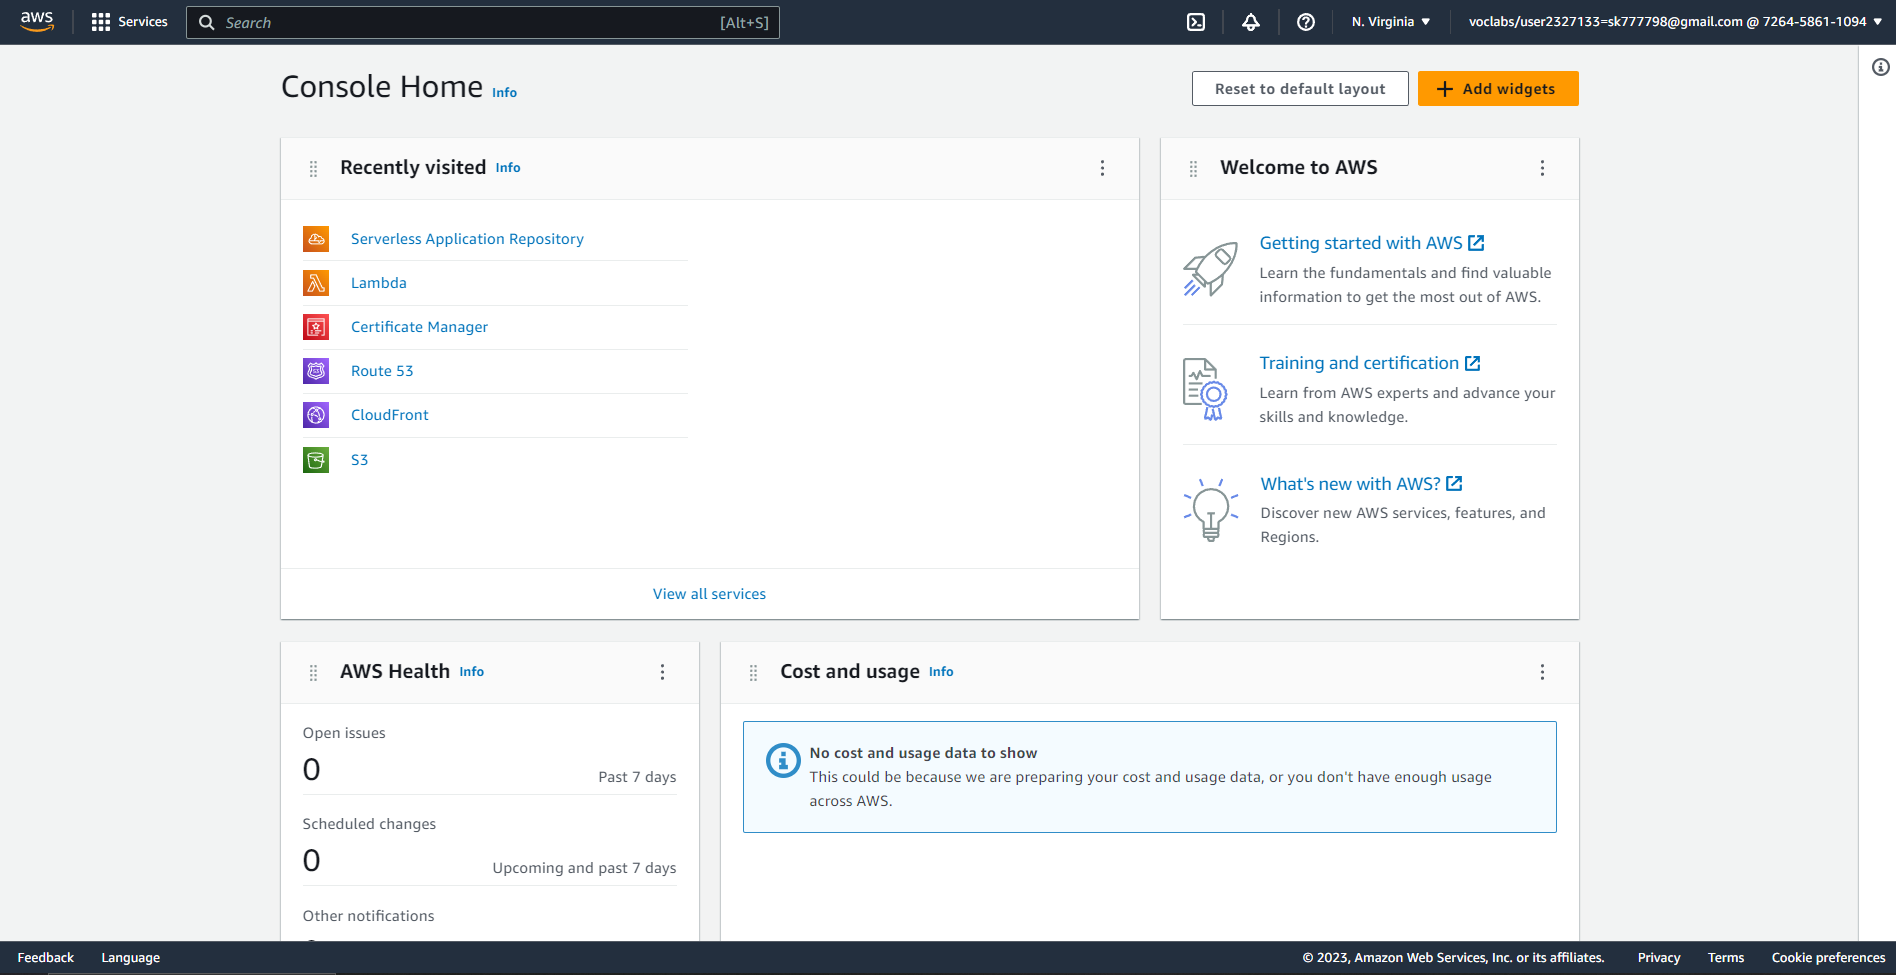 aws
Services
Search
[Alt+S]
N. Virginia ▼
voclabs/user2327133=sk777798@gmail.com @ 7264-5861-1094 ▼
Console Home Info
Reset to default layout
+ Add widgets
Recently visited Info
Serverless Application Repository
Lambda
Certificate Manager
Route 53
CloudFront
S3
View all services
Welcome to AWS
Getting started with AWS
Learn the fundamentals and find valuable
information to get the most out of AWS.
Training and certification
Learn from AWS experts and advance your
skills and knowledge.
What's new with AWS?
Discover new AWS services, features, and
Regions.
AWS Health Info
Open issues
0
Past 7 days
Scheduled changes
0
Upcoming and past 7 days
Other notifications
Cost and usage Info
No cost and usage data to show
This could be because we are preparing your cost and usage data, or you don't have enough usage
across AWS.
Feedback
Language
© 2023, Amazon Web Services, Inc. or its affiliates.
Privacy
Terms
Cookie preferences